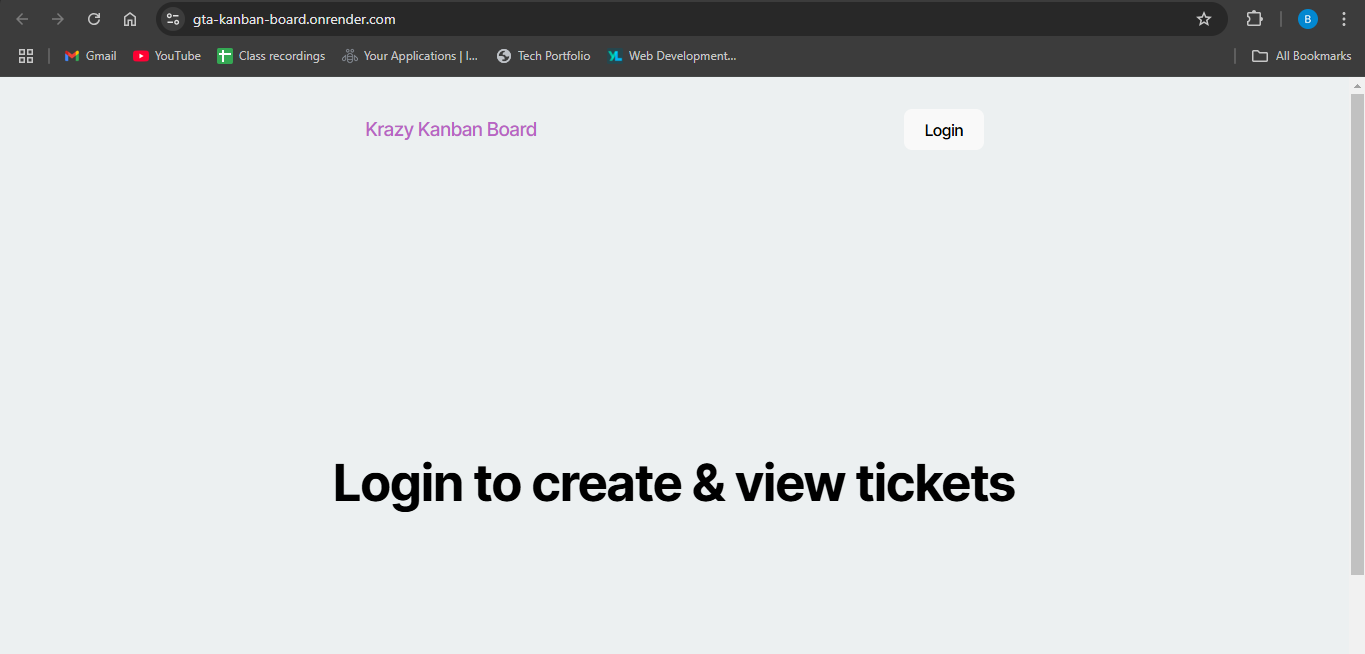 gta-kanban-board.onrender.com
B
Gmail YouTube Class recordings Your Applications | I... Tech Portfolio YL Web Development... All Bookmarks
Krazy Kanban Board Login
Login to create & view tickets